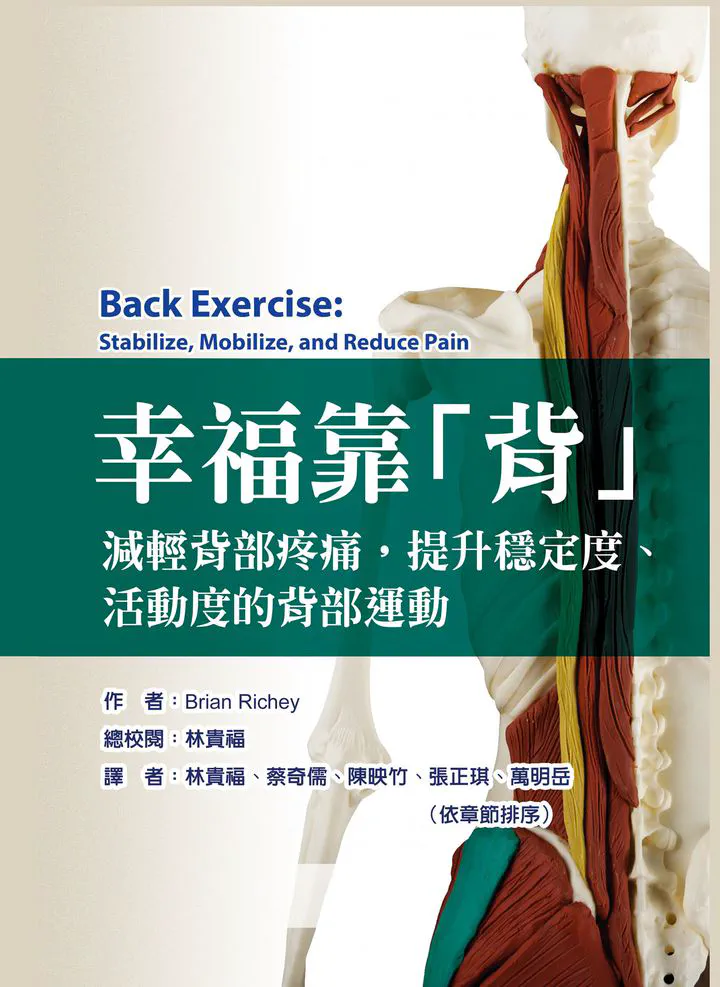 Back Exercise:
Stabilize, Mobilize, and Reduce Pain
幸福靠「背」
減輕背部疼痛，提升穩定度、
活動度的背部運動
作　者：Brian Richey
總校閱：林貴福
譯　者：林貴福、蔡奇儒、陳映竹、張正琪、萬明岳
（依章節排序）